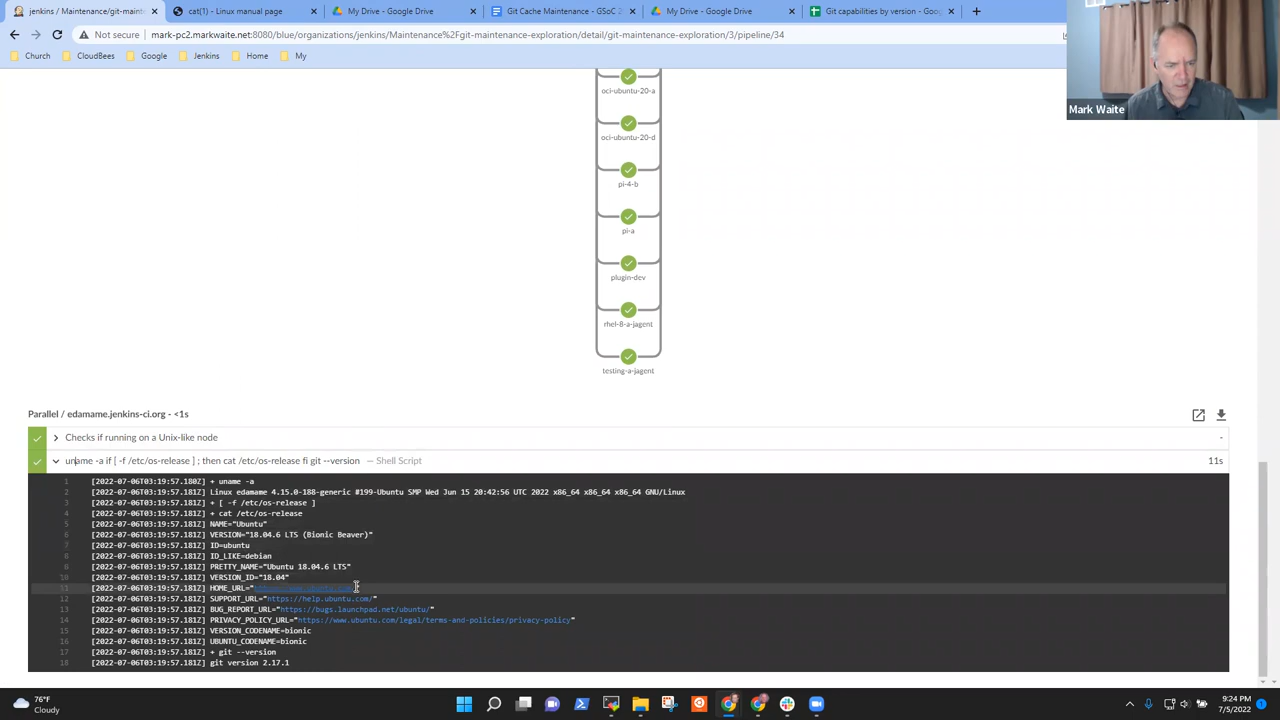 cat(1) - Manual page
Google Drive
Git Cache Maintenance - GSoC 2
Maintenance - Google Drive
Git capabilities by version - Goo
Not secure | mark-pc2.markwaite.net:8080/blue/organizations/jenkins/Maintenance%2Fgit-maintenance-exploration/detail/git-maintenance-exploration/3/pipeline/34
Church CloudBees Google Jenkins Home My
Mark Waite
oci-ubuntu-20-a
oci-ubuntu-20-d
pi-4-b
pi-a
plugin-dev
rhel-8-a-jagent
testing-a-jagent
Parallel / edamame.jenkins-ci.org - <1s
Checks if running on a Unix-like node -
uname -a if [ -f /etc/os-release ] ; then cat /etc/os-release fi git --version — Shell Script 11s
1 [2022-07-06T03:19:57.180Z] + uname -a
2 [2022-07-06T03:19:57.181Z] Linux edamame 4.15.0-188-generic #199-Ubuntu SMP Wed Jun 15 20:42:56 UTC 2022 x86_64 x86_64 x86_64 GNU/Linux
3 [2022-07-06T03:19:57.181Z] + [ -f /etc/os-release ]
4 [2022-07-06T03:19:57.181Z] + cat /etc/os-release
5 [2022-07-06T03:19:57.181Z] NAME="Ubuntu"
6 [2022-07-06T03:19:57.181Z] VERSION="18.04.6 LTS (Bionic Beaver)"
7 [2022-07-06T03:19:57.181Z] ID=ubuntu
8 [2022-07-06T03:19:57.181Z] ID_LIKE=debian
9 [2022-07-06T03:19:57.181Z] PRETTY_NAME="Ubuntu 18.04.6 LTS"
10 [2022-07-06T03:19:57.181Z] VERSION_ID="18.04"
11 [2022-07-06T03:19:57.181Z] HOME_URL="
12 [2022-07-06T03:19:57.181Z] SUPPORT_URL="https://help.ubuntu.com/"
13 [2022-07-06T03:19:57.181Z] BUG_REPORT_URL="https://bugs.launchpad.net/ubuntu/"
14 [2022-07-06T03:19:57.181Z] PRIVACY_POLICY_URL="https://www.ubuntu.com/legal/terms-and-policies/privacy-policy"
15 [2022-07-06T03:19:57.181Z] VERSION_CODENAME=bionic
16 [2022-07-06T03:19:57.181Z] UBUNTU_CODENAME=bionic
17 [2022-07-06T03:19:57.181Z] + git --version
18 [2022-07-06T03:19:57.181Z] git version 2.17.1
76°F
Cloudy
9:24 PM
7/5/2022